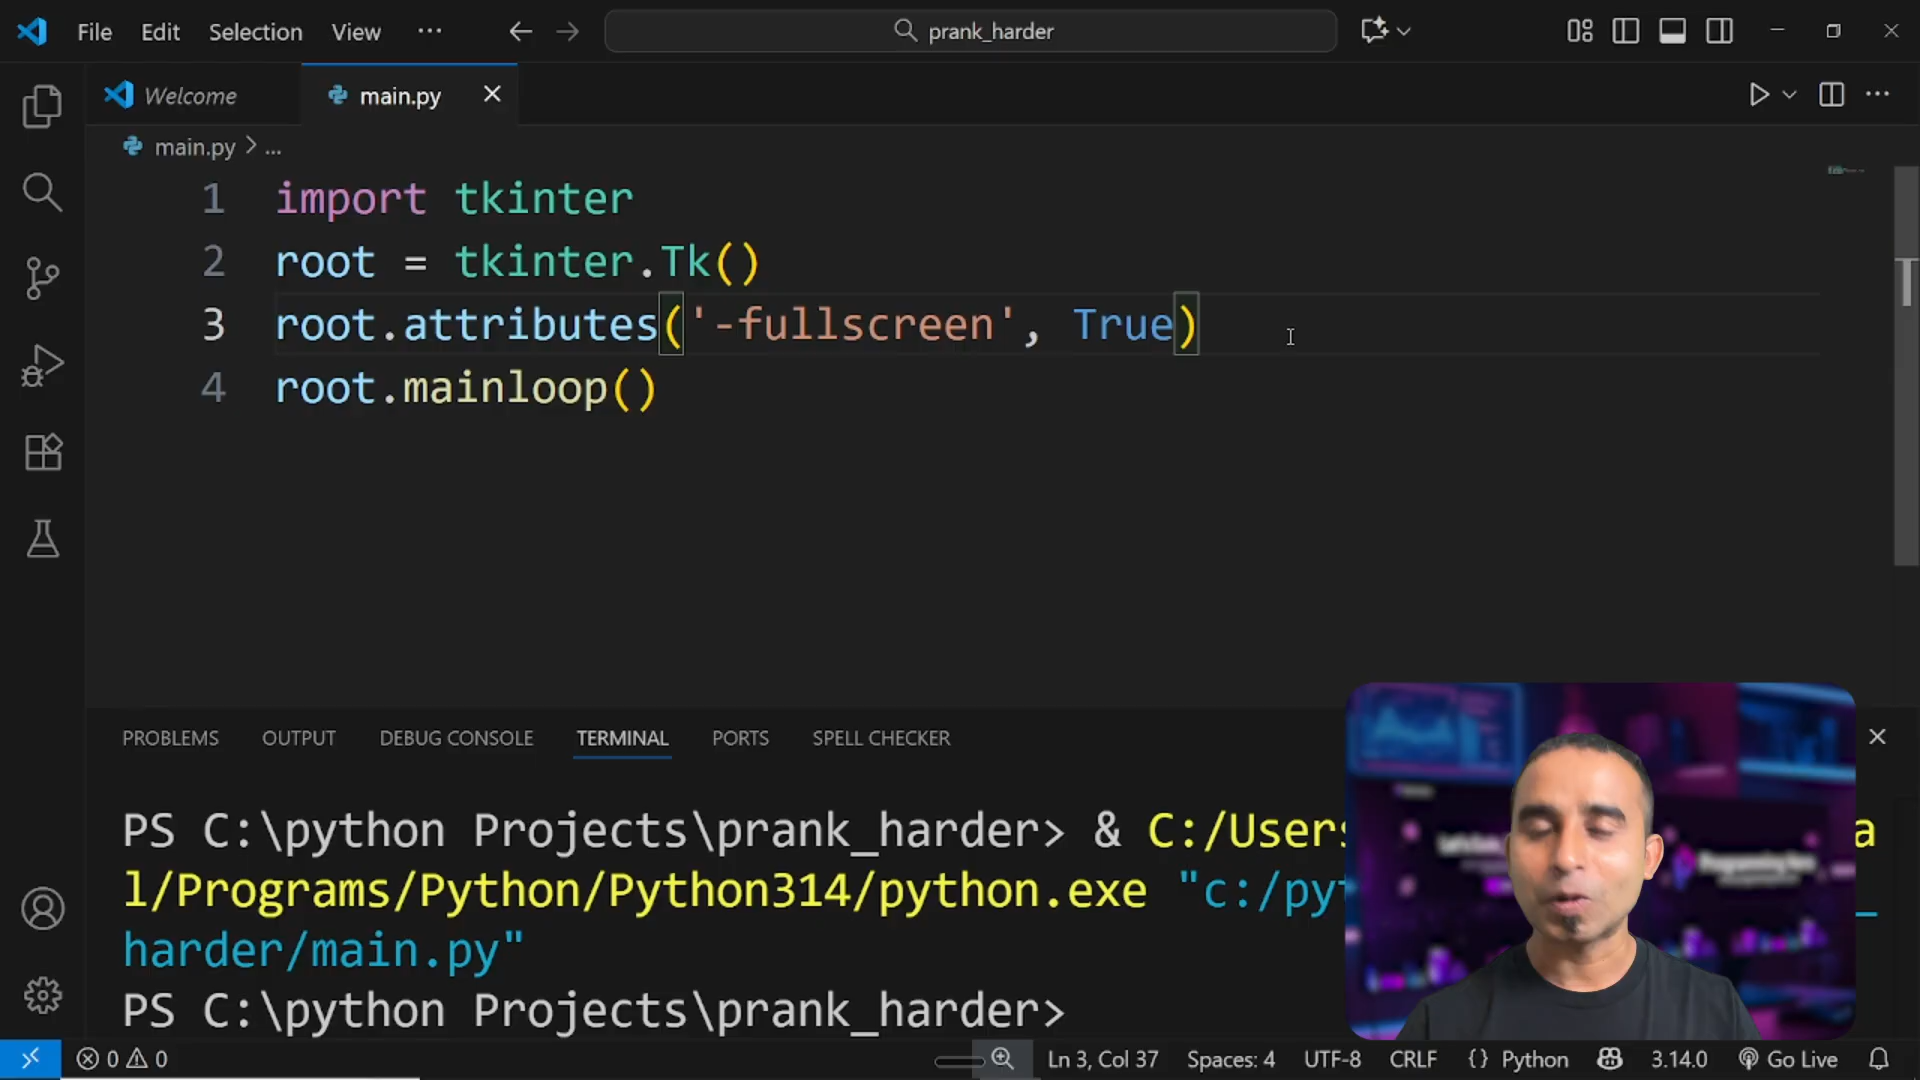 File Edit Selection View ··· prank_harder
Welcome main.py
main.py > ...
1 import tkinter
2 root = tkinter.Tk()
3 root.attributes('-fullscreen', True)
4 root.mainloop()
PROBLEMS OUTPUT DEBUG CONSOLE TERMINAL PORTS SPELL CHECKER
PS C:\python Projects\prank_harder> & C:/Users a
l/Programs/Python/Python314/python.exe "c:/pyt _
harder/main.py"
PS C:\python Projects\prank_harder>
0 0 Ln 3, Col 37 Spaces: 4 UTF-8 CRLF {} Python 3.14.0 Go Live